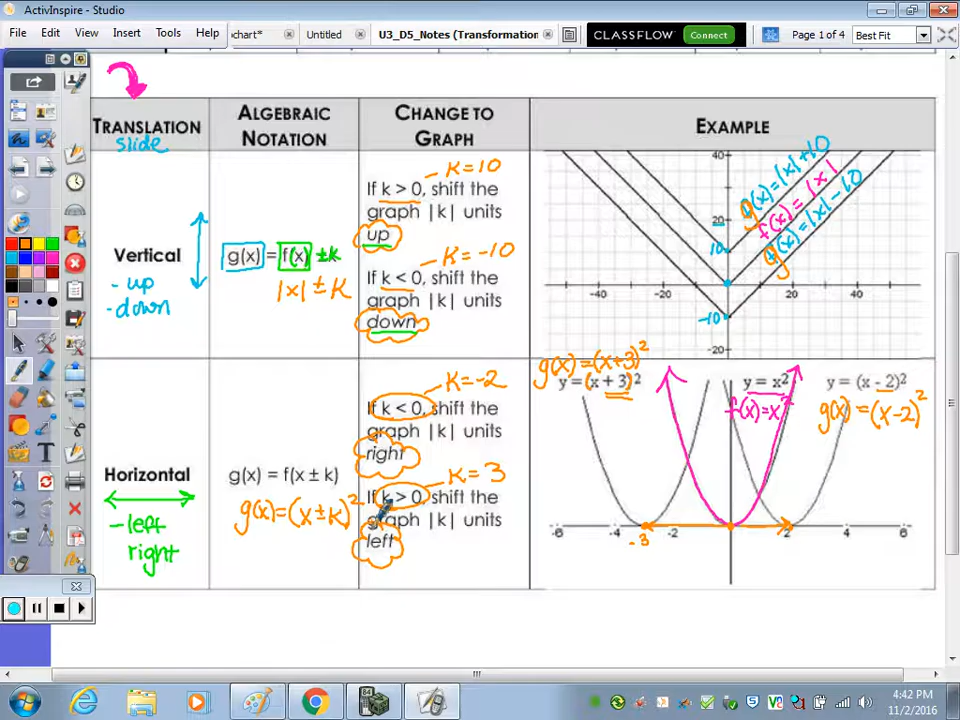 ActivInspire - Studio
File Edit View Insert Tools Help
chart* Untitled U3_D5_Notes (Transformation CLASSFLOW Connect Page 1 of 4 Best Fit
TRANSLATION
slide
ALGEBRAIC
NOTATION
CHANGE TO
GRAPH
EXAMPLE
Vertical
- up
- down
g(x) = f(x) ± k
|x| ± K
K = 10
If k > 0, shift the
graph |k| units
up
K = -10
If k < 0, shift the
graph |k| units
down
40
20
10
-10
-20
-40 -20 0 20 40
g(x) = |x| + 10
f(x) = |x|
g(x) = |x| - 10
Horizontal
- left
right
g(x) = f(x ± k)
g(x) = (x ± K)²
K = -2
If k < 0, shift the
graph |k| units
right
K = 3
If k > 0, shift the
graph |k| units
left
g(x) = (x+3)²
y = (x + 3)²
y = x²
f(x) = x²
y = (x - 2)²
g(x) = (x-2)²
-6 -4 -3 -2 2 4 6
4:42 PM
11/2/2016